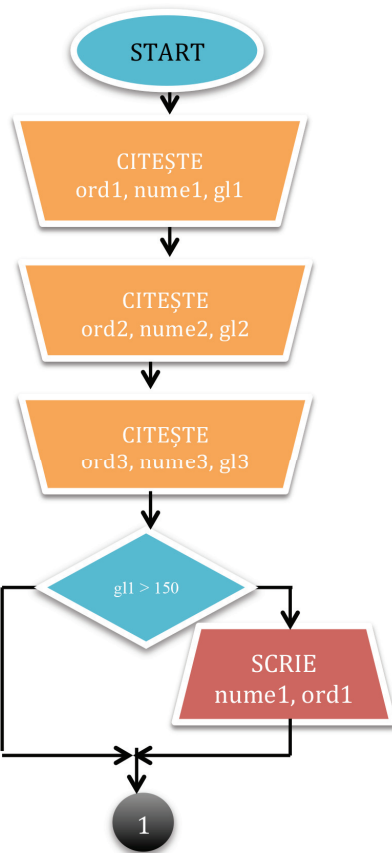 START
CITEȘTE
ord1, nume1, gl1
CITEȘTE
ord2, nume2, gl2
CITEȘTE
ord3, nume3, gl3
gl1 > 150
SCRIE
nume1, ord1
1